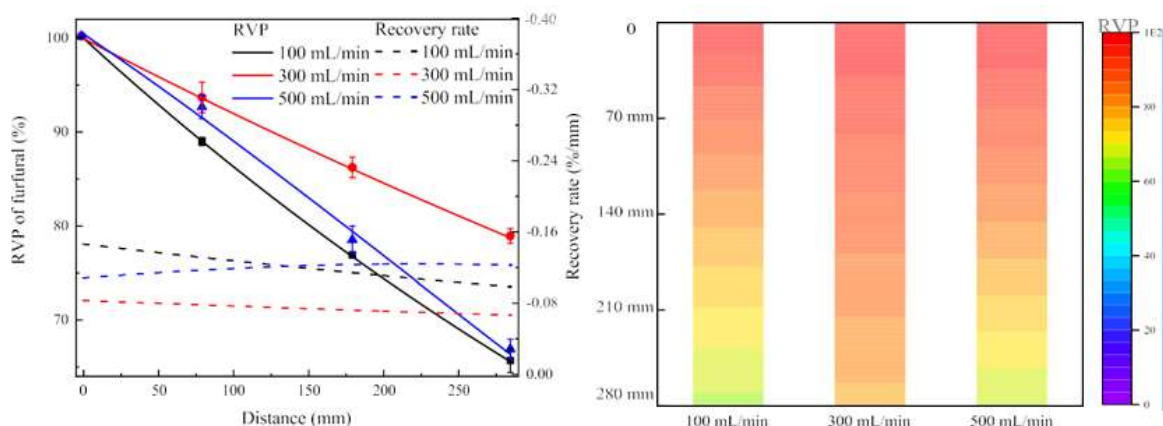 RVP
Recovery rate
100 mL/min
100 mL/min
300 mL/min
300 mL/min
500 mL/min
500 mL/min
100
90
80
70
RVP of furfural (%)
0
50
100
150
200
250
Distance (mm)
-0.40
-0.32
-0.24
-0.16
-0.08
0.00
Recovery rate (%/mm)
0
70 mm
140 mm
210 mm
280 mm
100 mL/min
300 mL/min
500 mL/min
RVP
1E2
80
60
40
20
0